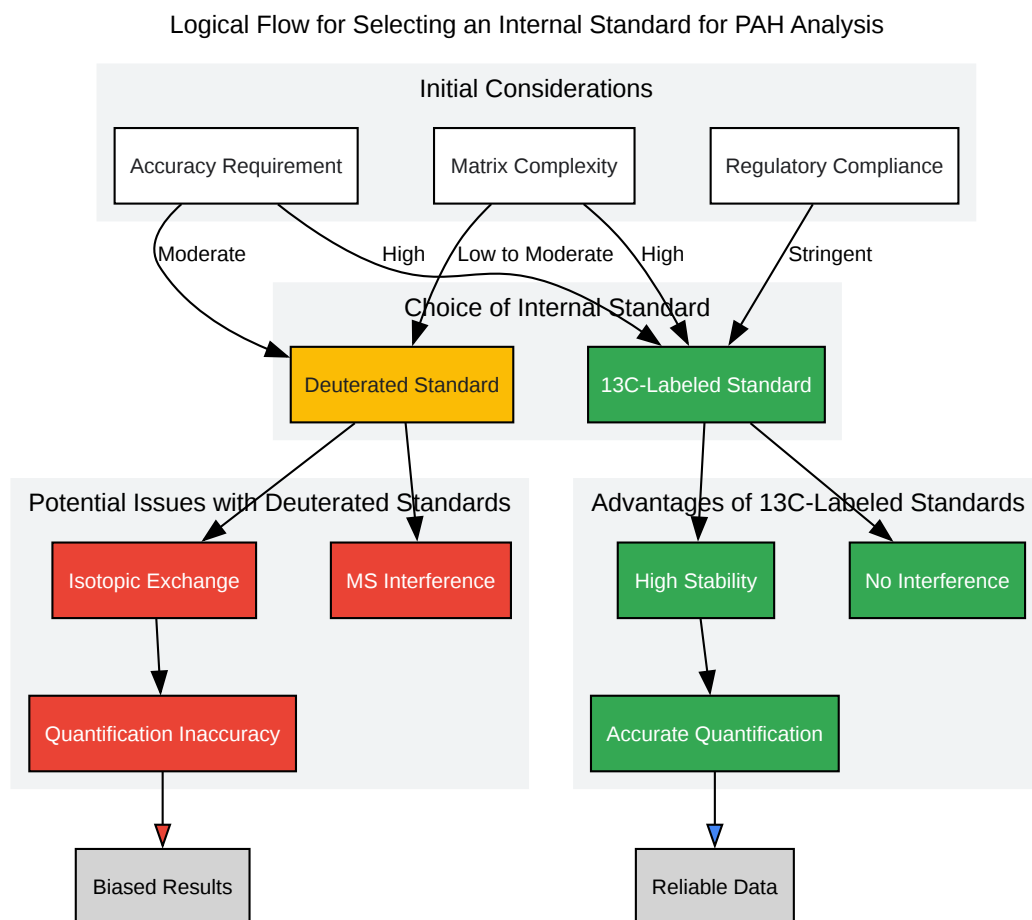 Logical Flow for Selecting an Internal Standard for PAH Analysis
Initial Considerations
Accuracy Requirement
Matrix Complexity
Regulatory Compliance
Moderate
High
Low to Moderate
High
Stringent
Choice of Internal Standard
Deuterated Standard
13C-Labeled Standard
Potential Issues with Deuterated Standards
Advantages of 13C-Labeled Standards
Isotopic Exchange
MS Interference
High Stability
No Interference
Quantification Inaccuracy
Accurate Quantification
Biased Results
Reliable Data